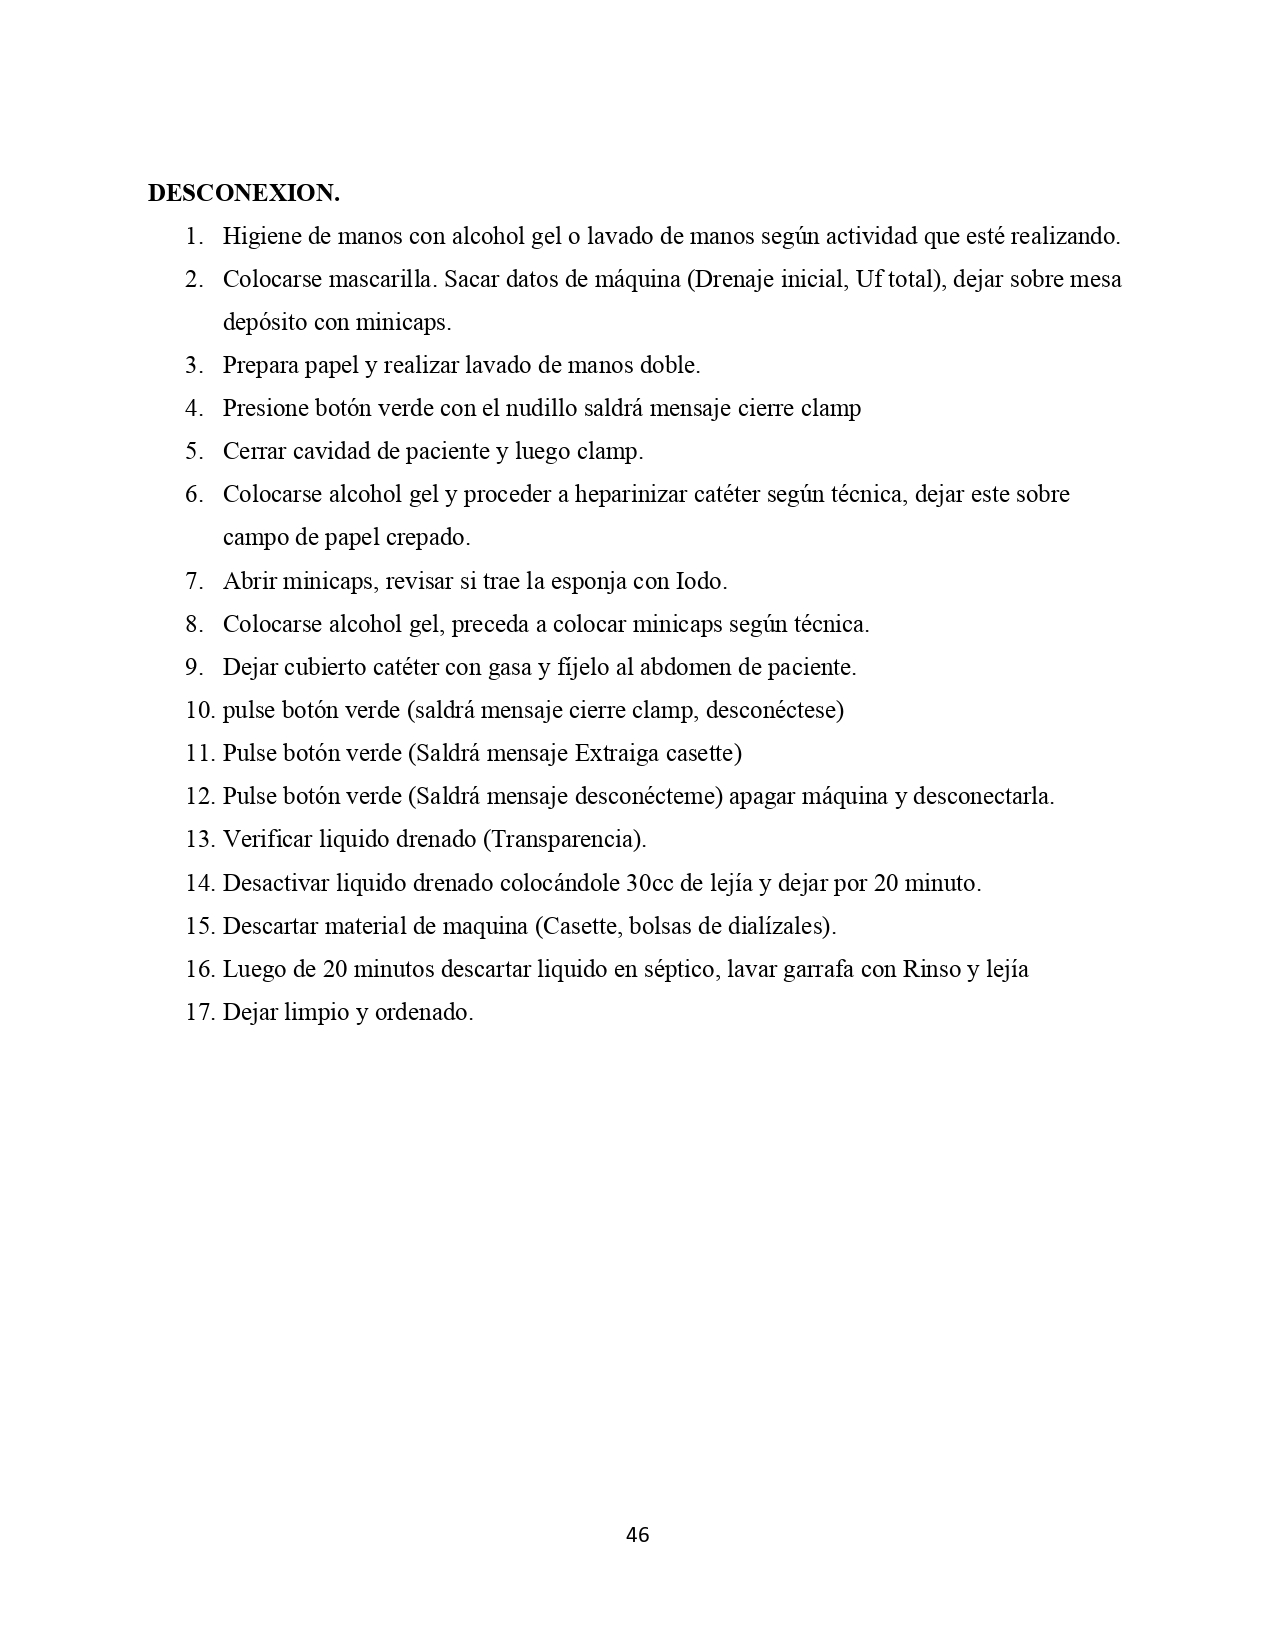 DESCONEXION.
1. Higiene de manos con alcohol gel o lavado de manos según actividad que esté realizando.
2. Colocarse mascarilla. Sacar datos de máquina (Drenaje inicial, Uf total), dejar sobre mesa
depósito con minicaps.
3. Prepara papel y realizar lavado de manos doble.
4. Presione botón verde con el nudillo saldrá mensaje cierre clamp
5. Cerrar cavidad de paciente y luego clamp.
6. Colocarse alcohol gel y proceder a heparinizar catéter según técnica, dejar este sobre
campo de papel crepado.
7. Abrir minicaps, revisar si trae la esponja con Iodo.
8. Colocarse alcohol gel, preceda a colocar minicaps según técnica.
9. Dejar cubierto catéter con gasa y fíjelo al abdomen de paciente.
10. pulse botón verde (saldrá mensaje cierre clamp, desconéctese)
11. Pulse botón verde (Saldrá mensaje Extraiga casette)
12. Pulse botón verde (Saldrá mensaje desconécteme) apagar máquina y desconectarla.
13. Verificar liquido drenado (Transparencia).
14. Desactivar liquido drenado colocándole 30cc de lejía y dejar por 20 minuto.
15. Descartar material de maquina (Casette, bolsas de dialízales).
16. Luego de 20 minutos descartar liquido en séptico, lavar garrafa con Rinso y lejía
17. Dejar limpio y ordenado.
46